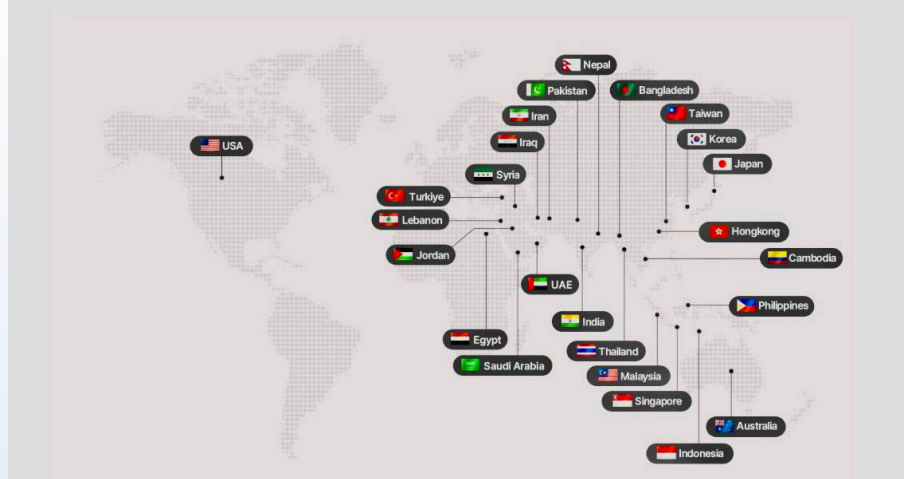 Nepal
Pakistan
Bangladesh
Iran
Taiwan
Iraq
Korea
USA
Japan
Syria
Turkiye
Lebanon
Hongkong
Jordan
Cambodia
UAE
Philippines
India
Egypt
Thailand
Saudi Arabia
Malaysia
Singapore
Australia
Indonesia